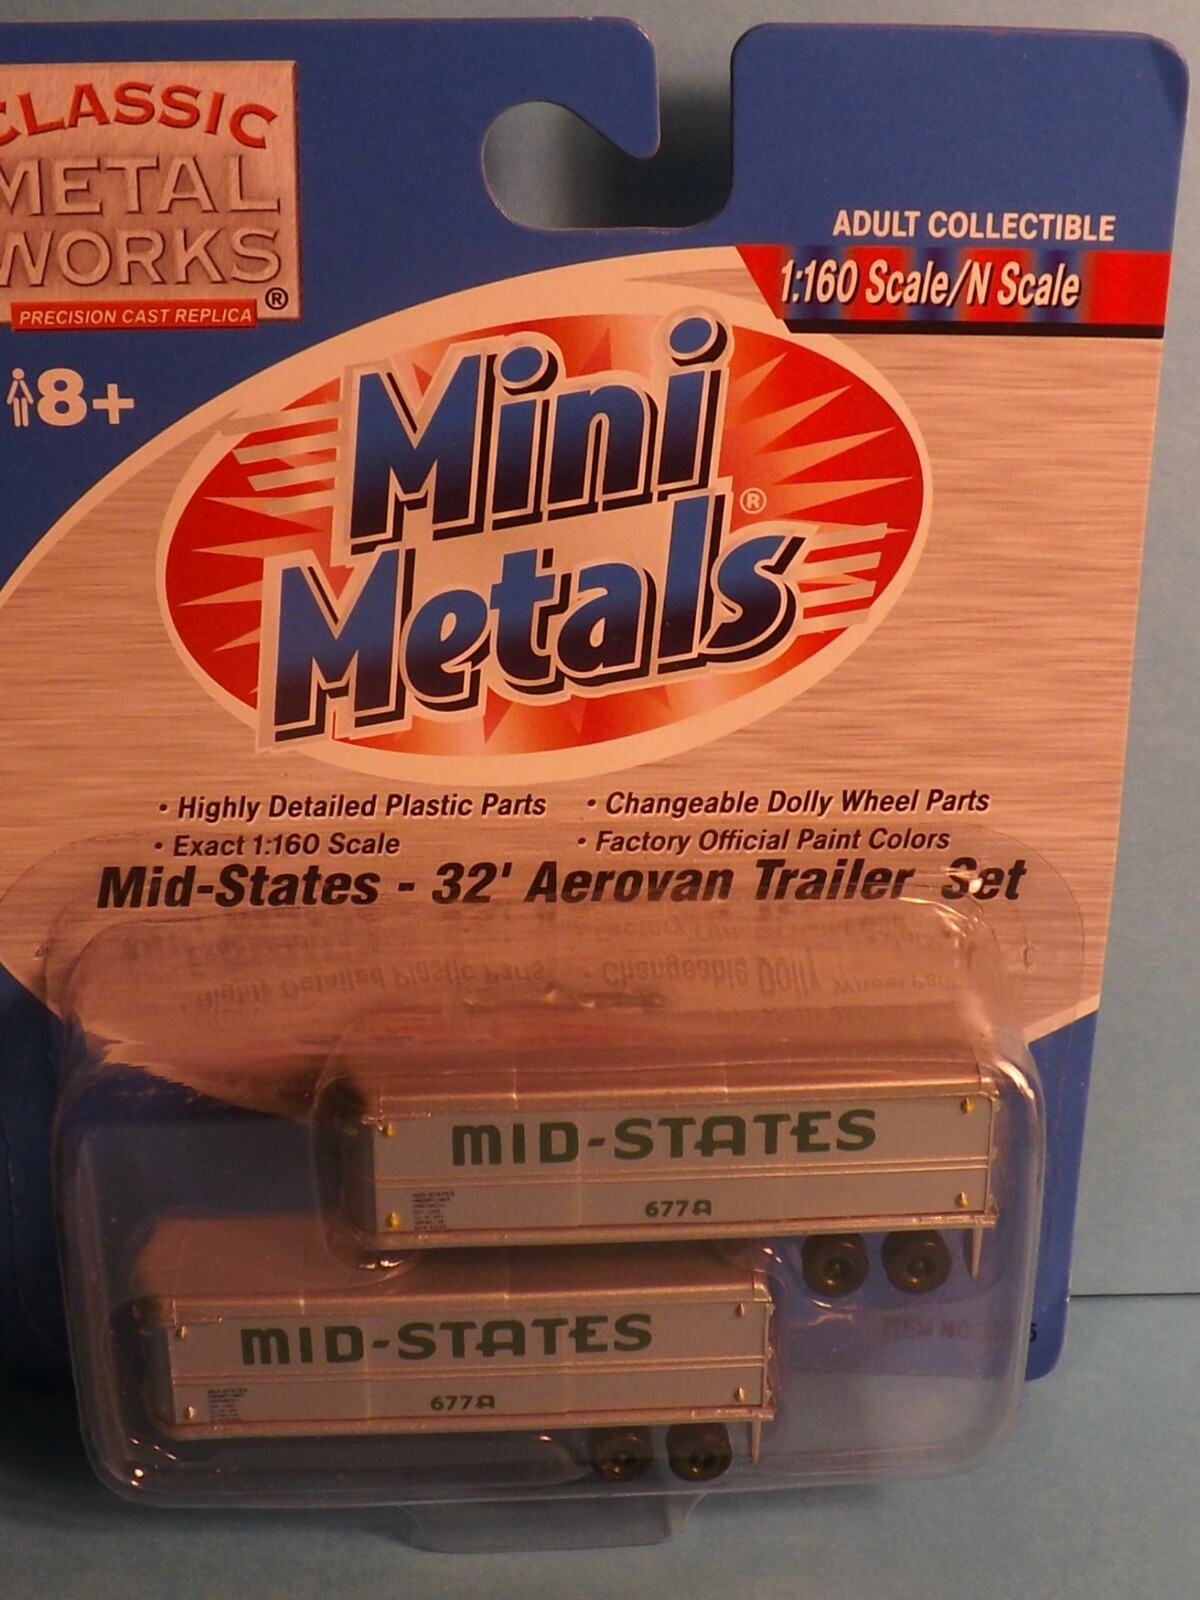 CLASSIC
METAL
WORKS
®
PRECISION CAST REPLICA
8+
ADULT COLLECTIBLE
1:160 Scale/N Scale
Mini
Metals®
• Highly Detailed Plastic Parts
• Changeable Dolly Wheel Parts
• Exact 1:160 Scale
• Factory Official Paint Colors
Mid-States - 32' Aerovan Trailer Set
MID-STATES
677A
MID-STATES
677A
ITEM NO